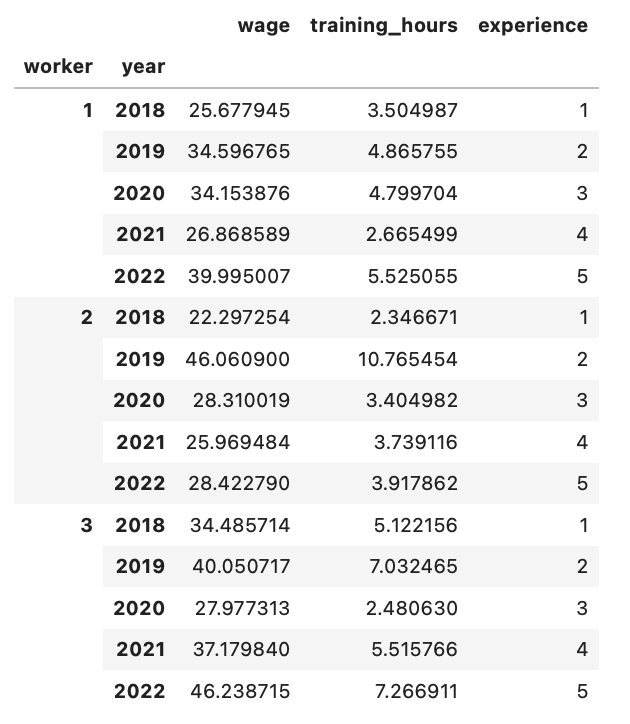 wage training_hours experience
worker year
1 2018 25.677945 3.504987 1
2019 34.596765 4.865755 2
2020 34.153876 4.799704 3
2021 26.868589 2.665499 4
2022 39.995007 5.525055 5
2 2018 22.297254 2.346671 1
2019 46.060900 10.765454 2
2020 28.310019 3.404982 3
2021 25.969484 3.739116 4
2022 28.422790 3.917862 5
3 2018 34.485714 5.122156 1
2019 40.050717 7.032465 2
2020 27.977313 2.480630 3
2021 37.179840 5.515766 4
2022 46.238715 7.266911 5